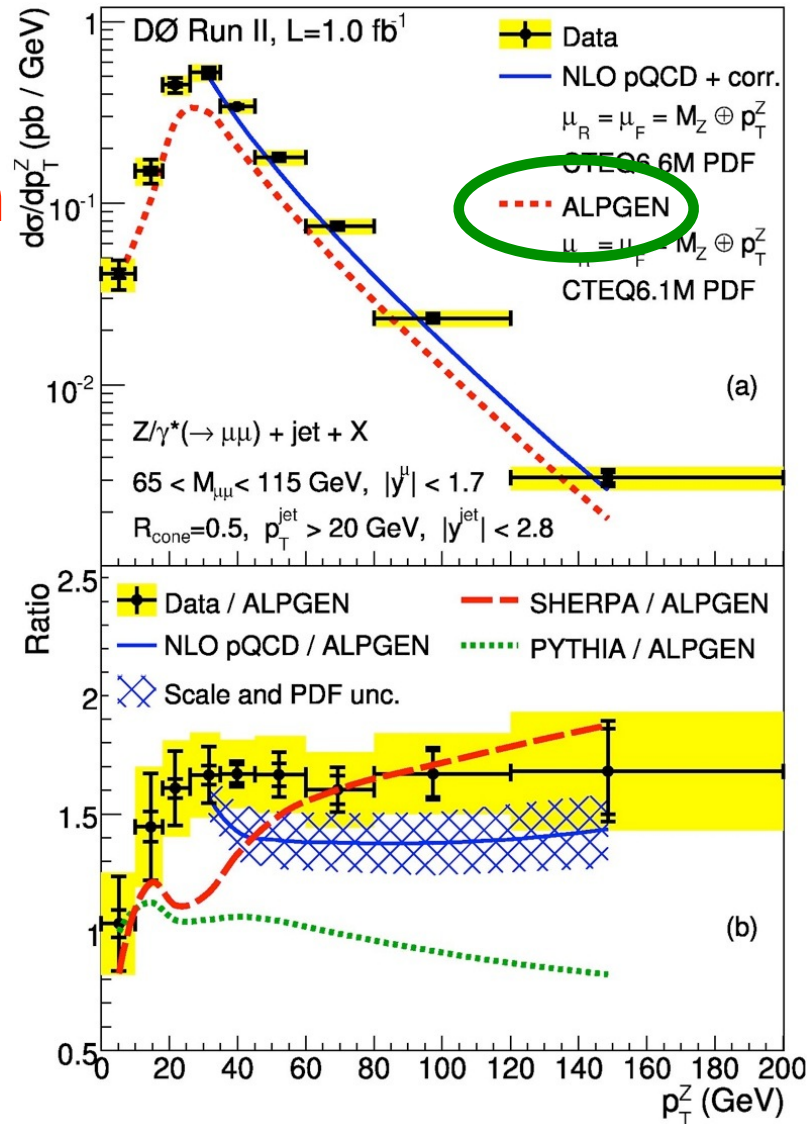 DØ Run II, L=1.0 fb⁻¹
Data
NLO pQCD + corr.
μ_R = μ_F = M_Z ⊕ p_T^Z
CTEQ6.6M PDF
ALPGEN
μ_R = μ_F = M_Z ⊕ p_T^Z
CTEQ6.1M PDF
dσ/dp_T^Z (pb / GeV)
1
10⁻¹
10⁻²
(a)
Z/γ*(→ μμ) + jet + X
65 < M_μμ < 115 GeV, |y^μ| < 1.7
R_cone=0.5, p_T^jet > 20 GeV, |y^jet| < 2.8
Ratio
2.5
2
1.5
1
0.5
Data / ALPGEN
SHERPA / ALPGEN
NLO pQCD / ALPGEN
PYTHIA / ALPGEN
Scale and PDF unc.
(b)
0 20 40 60 80 100 120 140 160 180 200
p_T^Z (GeV)